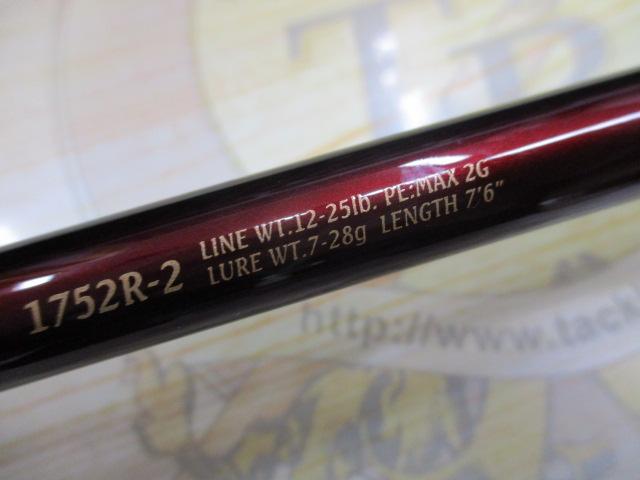 TB
1752R-2
LINE WT.12-25lb. PE:MAX 2G
LURE WT.7-28g LENGTH 7'6"
http://www.tack